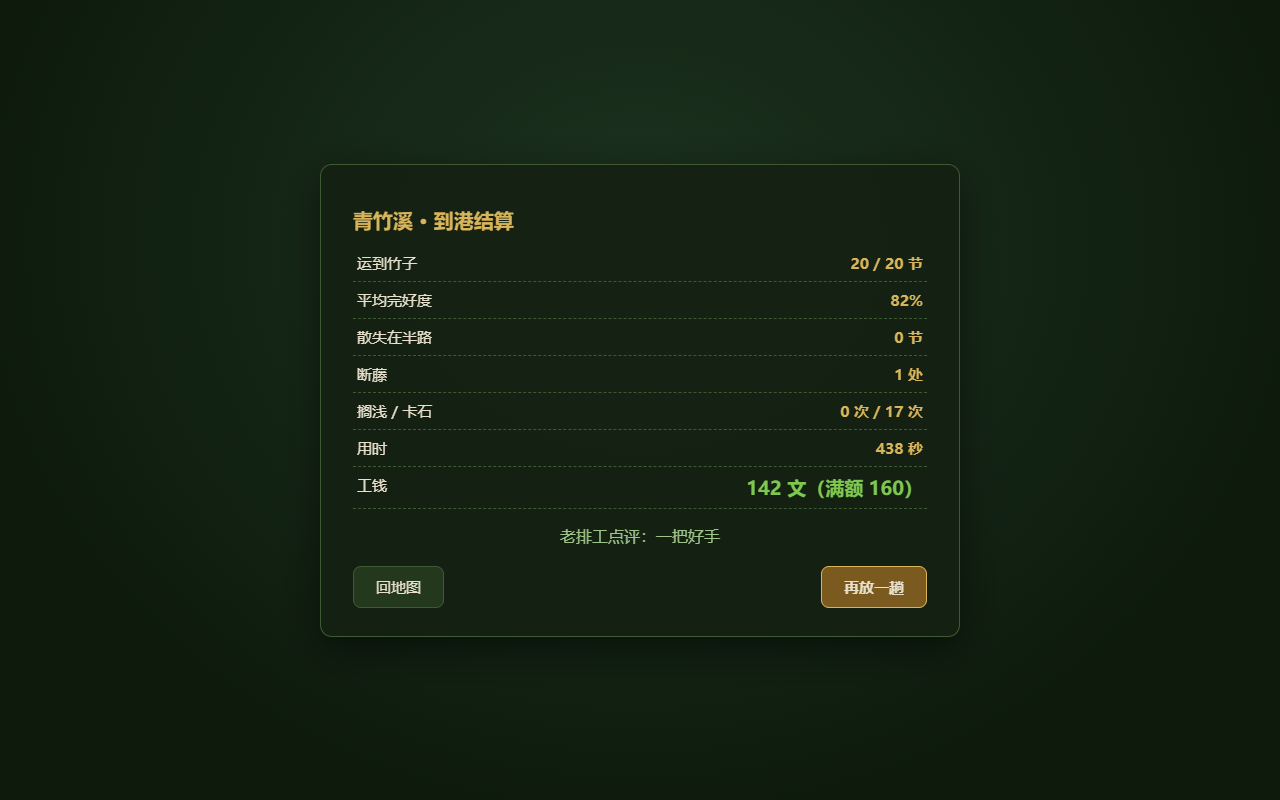 青竹溪・到港结算
运到竹子 20 / 20 节
平均完好度 82%
散失在半路 0 节
断藤 1 处
搁浅 / 卡石 0 次 / 17 次
用时 438 秒
工钱 142 文（满额 160）
老排工点评：一把好手
回地图 再放一趟